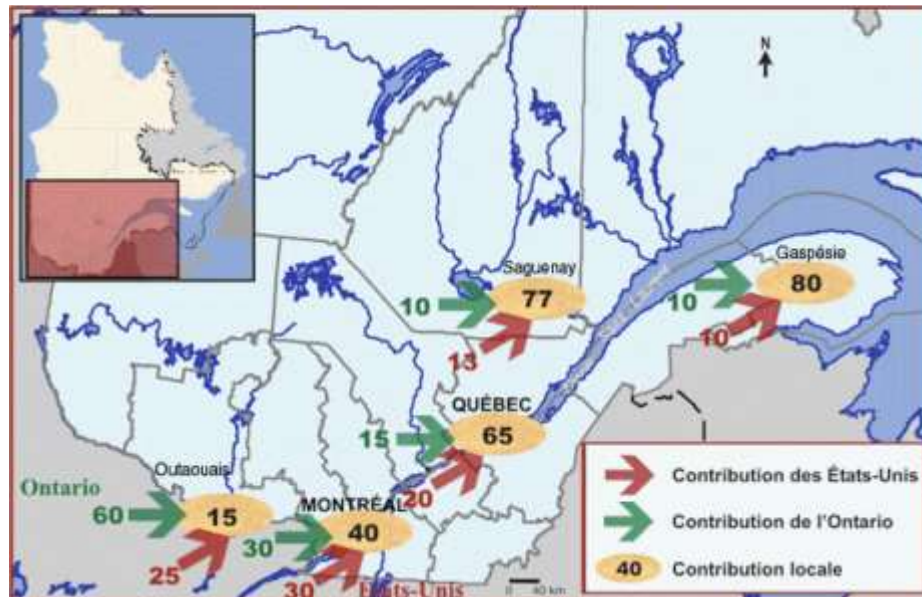 N
Gaspésie
Saguenay
80
10
77
10
10
13
QUÉBEC
65
15
Outaouais
20
Ontario
MONTRÉAL
60
15
30
40
25
30
États-Unis
0 40 km
Contribution des États-Unis
Contribution de l'Ontario
40 Contribution locale